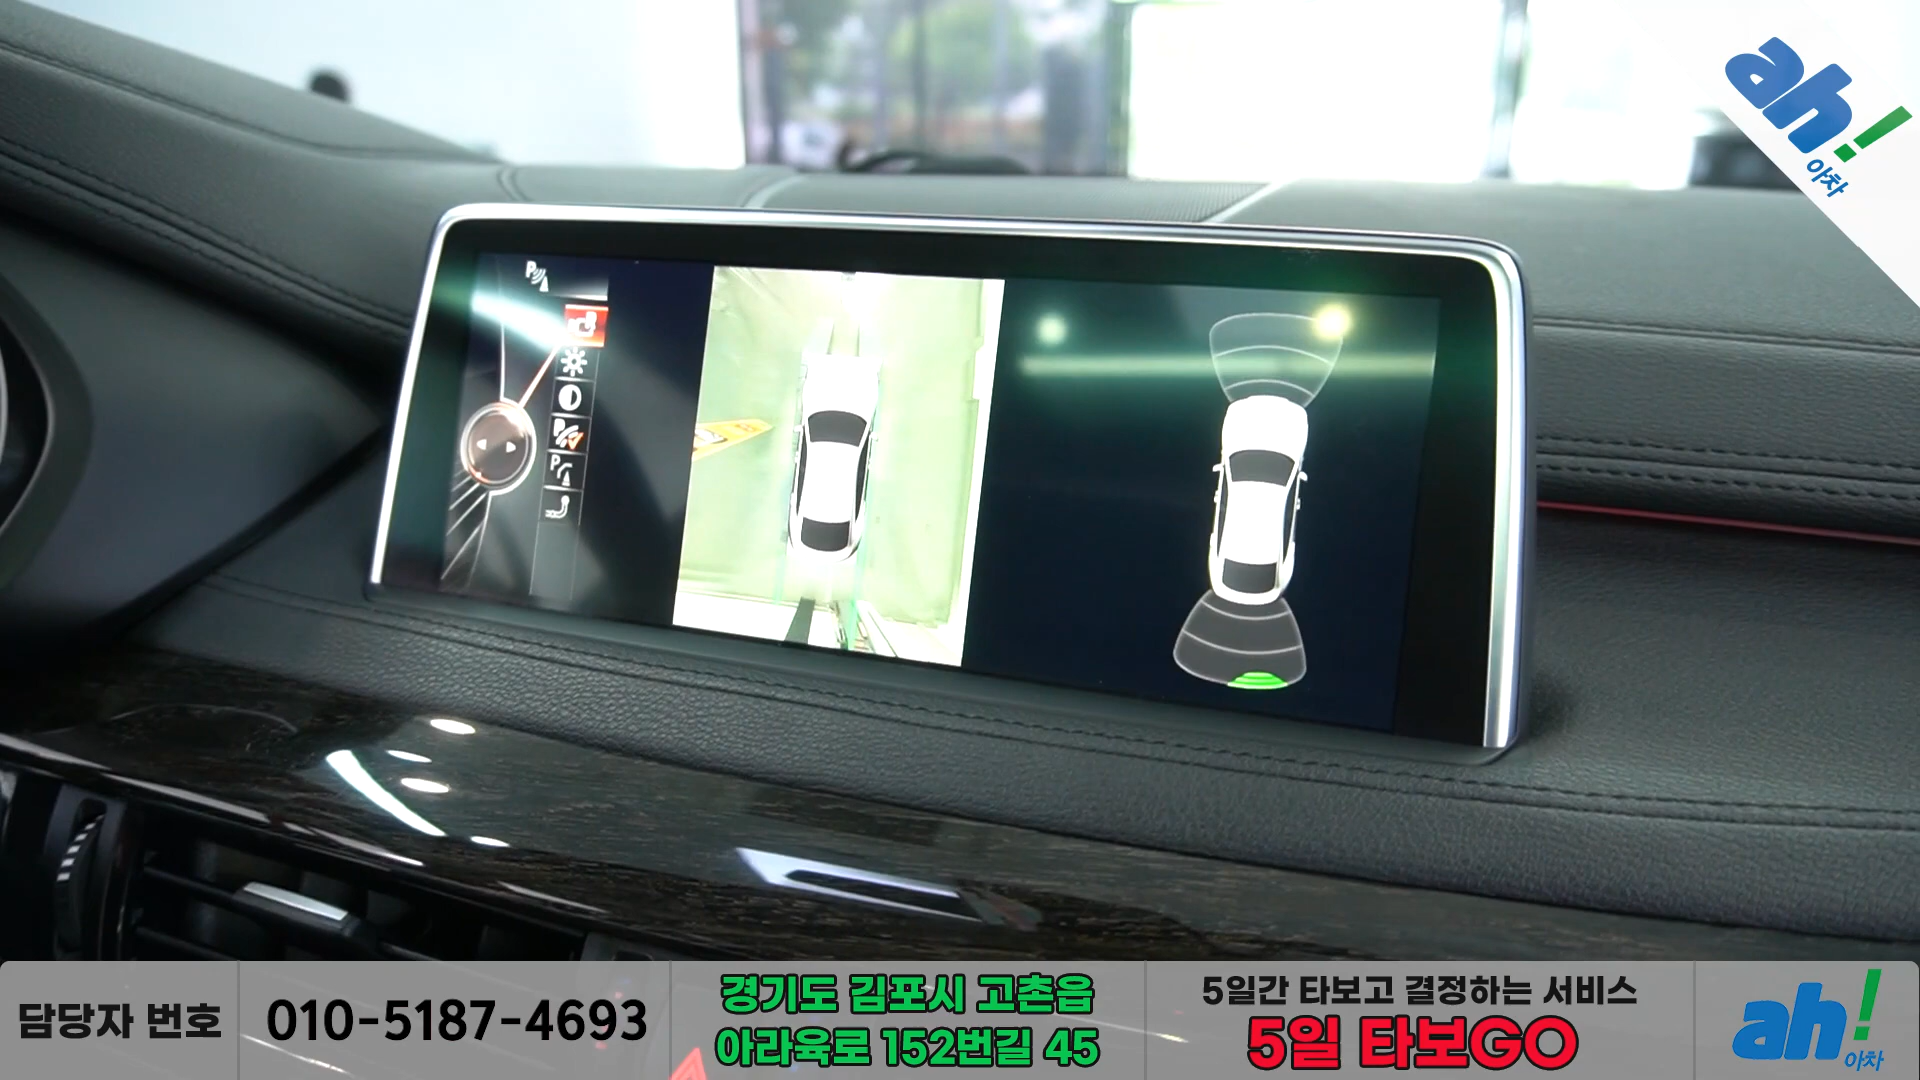 ah!
아차
P
P
P
담당자 번호
010-5187-4693
경기도 김포시 고촌읍
아라육로 152번길 45
5일간 타보고 결정하는 서비스
5일 타보GO
ah!
아차